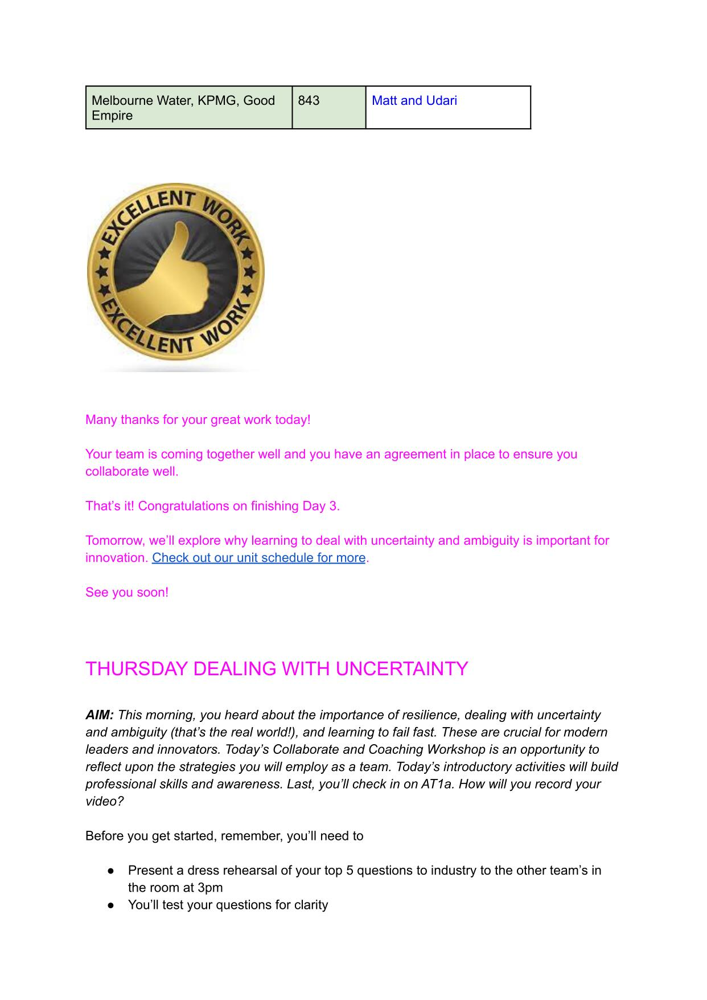 Melbourne Water, KPMG, Good
Empire
843
Matt and Udari
EXCELLENT WORK
EXCELLENT WORK
Many thanks for your great work today!
Your team is coming together well and you have an agreement in place to ensure you
collaborate well.
That’s it! Congratulations on finishing Day 3.
Tomorrow, we’ll explore why learning to deal with uncertainty and ambiguity is important for
innovation. Check out our unit schedule for more.
See you soon!
THURSDAY DEALING WITH UNCERTAINTY
AIM: This morning, you heard about the importance of resilience, dealing with uncertainty
and ambiguity (that’s the real world!), and learning to fail fast. These are crucial for modern
leaders and innovators. Today’s Collaborate and Coaching Workshop is an opportunity to
reflect upon the strategies you will employ as a team. Today’s introductory activities will build
professional skills and awareness. Last, you’ll check in on AT1a. How will you record your
video?
Before you get started, remember, you’ll need to
● Present a dress rehearsal of your top 5 questions to industry to the other team’s in
the room at 3pm
● You’ll test your questions for clarity